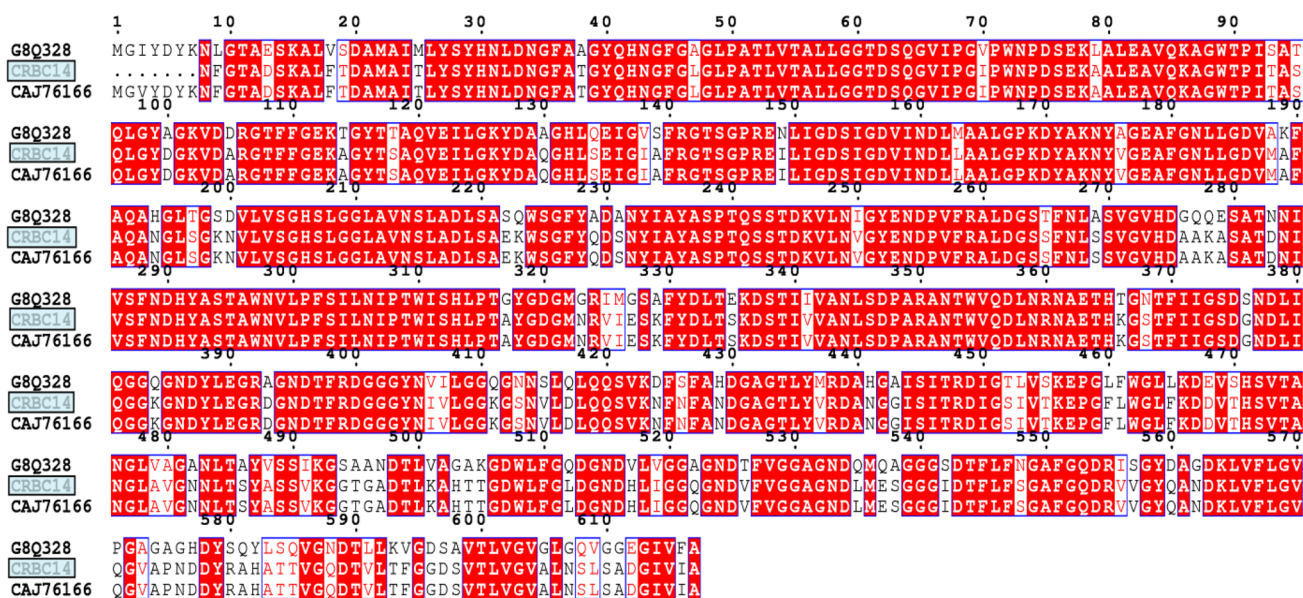 1 10 20 30 40 50 60 70 80 90
G8Q328 MGIYDYKNLGTAESKALVSDAMAIMLYSYHNLDNGFAAGYQHNGFGAGLPATLVTALLGGTDSQGVIPGVPWNPDSEKLALEAVQKAGWTPISAT
CRBC14 .......NFGTADSKALFTDAMAITLYSYHNLDNGFATGYQHNGFGLGLPATLVTALLGGTDSQGVIPGIPWNPDSEKAALEAVQKAGWTPITAS
CAJ76166 MGVYDYKNFGTADSKALFTDAMAITLYSYHNLDNGFATGYQHNGFGLGLPATLVTALLGGTDSQGVIPGIPWNPDSEKAALEAVQKAGWTPITAS
100 110 120 130 140 150 160 170 180 190
G8Q328 QLGYAGKVDDRGTFFGEKTGYTTAQVEILGKYDAAGHLQEIGVSFRGTSGPRENLIGDSIGDVINDLMAALGPKDYAKNYAGEAFGNLLGDVAKF
CRBC14 QLGYDGKVDARGTFFGEKAGYTSAQVEILGKYDAQGHLSEIGIAFRGTSGPREILIGDSIGDVINDLLAALGPKDYAKNYVGEAFGNLLGDVMAF
CAJ76166 QLGYDGKVDARGTFFGEKAGYTSAQVEILGKYDAQGHLSEIGIAFRGTSGPREILIGDSIGDVINDLLAALGPKDYAKNYVGEAFGNLLGDVMAF
200 210 220 230 240 250 260 270 280
G8Q328 AQAHGLTGSDVLVSGHSLGGLAVNSLADLSASQWSGFYADANYIAYASPTQSSTDKVLNIGYENDPVFRALDGSTFNLASVGVHDGQQESATNNI
CRBC14 AQANGLSGKNVLVSGHSLGGLAVNSLADLSAEKWSGFYQDSNYIAYASPTQSSTDKVLNVGYENDPVFRALDGSSFNLSSVGVHDAAKASATDNI
CAJ76166 AQANGLSGKNVLVSGHSLGGLAVNSLADLSAEKWSGFYQDSNYIAYASPTQSSTDKVLNVGYENDPVFRALDGSSFNLSSVGVHDAAKASATDNI
290 300 310 320 330 340 350 360 370 380
G8Q328 VSFNDHYASTAWNVLPFSILNIPTWISHLPTGYGDGMGRIMGSAFYDLTEKDSTIIVANLSDPARANTWVQDLNRNAETHTGNTFIIGSDSNDLI
CRBC14 VSFNDHYASTAWNVLPFSILNIPTWISHLPTAYGDGMNRVIESKFYDLTSKDSTIVVANLSDPARANTWVQDLNRNAETHKGSTFIIGSDGNDLI
CAJ76166 VSFNDHYASTAWNVLPFSILNIPTWISHLPTAYGDGMNRVIESKFYDLTSKDSTIVVANLSDPARANTWVQDLNRNAETHKGSTFIIGSDGNDLI
390 400 410 420 430 440 450 460 470
G8Q328 QGGQGNDYLEGRAGNDTFRDGGGYNVILGGQGNNSLQLQQSVKDFSFAHDGAGTLYMRDAHGAISITRDIGTLVSKEPGLFWGLLKDEVSHSVTA
CRBC14 QGGKGNDYLEGRDGNDTFRDGGGYNIVLGGKGSNVLDLQQSVKNFNFANDGAGTLYVRDANGGISITRDIGSIVTKEPGFLWGLFKDDVTHSVTA
CAJ76166 QGGKGNDYLEGRDGNDTFRDGGGYNIVLGGKGSNVLDLQQSVKNFNFANDGAGTLYVRDANGGISITRDIGSIVTKEPGFLWGLFKDDVTHSVTA
480 490 500 510 520 530 540 550 560 570
G8Q328 NGLVAGANLTAYVSSIKGSAANDTLVAGAKGDWLFGQDGNDVLVGGAGNDTFVGGAGNDQMQAGGGSDTFLFNGAFGQDRISGYDAGDKLVFLGV
CRBC14 NGLAVGNNLTSYASSVKGGTGADTLKAHTTGDWLFGLDGNDHLIGGQGNDVFVGGAGNDLMESGGGIDTFLFSGAFGQDRVVGYQANDKLVFLGV
CAJ76166 NGLAVGNNLTSYASSVKGGTGADTLKAHTTGDWLFGLDGNDHLIGGQGNDVFVGGAGNDLMESGGGIDTFLFSGAFGQDRVVGYQANDKLVFLGV
580 590 600 610
G8Q328 PGAGAGHDYSQYLSQVGNDTLLKVGDSAVTLVGVGLGQVGGEGIVFA
CRBC14 QGVAPNDDYRAHATTVGQDTVLTFGGDSVTLVGVALNSLSADGIVIA
CAJ76166 QGVAPNDDYRAHATTVGQDTVLTFGGDSVTLVGVALNSLSADGIVIA